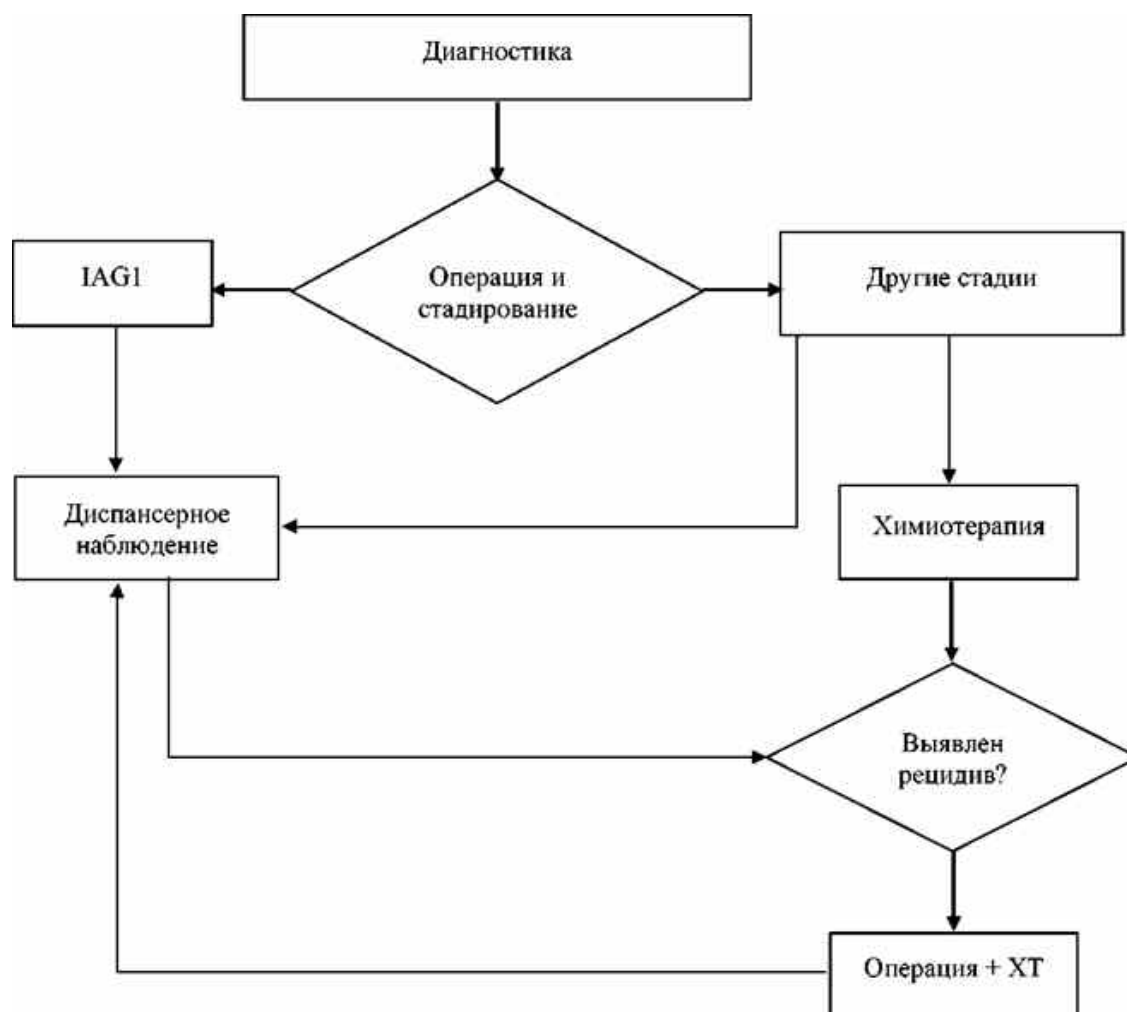 Диагностика
IAG1
Операция и
стадирование
Другие стадии
Диспансерное
наблюдение
Химиотерапия
Выявлен
рецидив?
Операция + ХТ